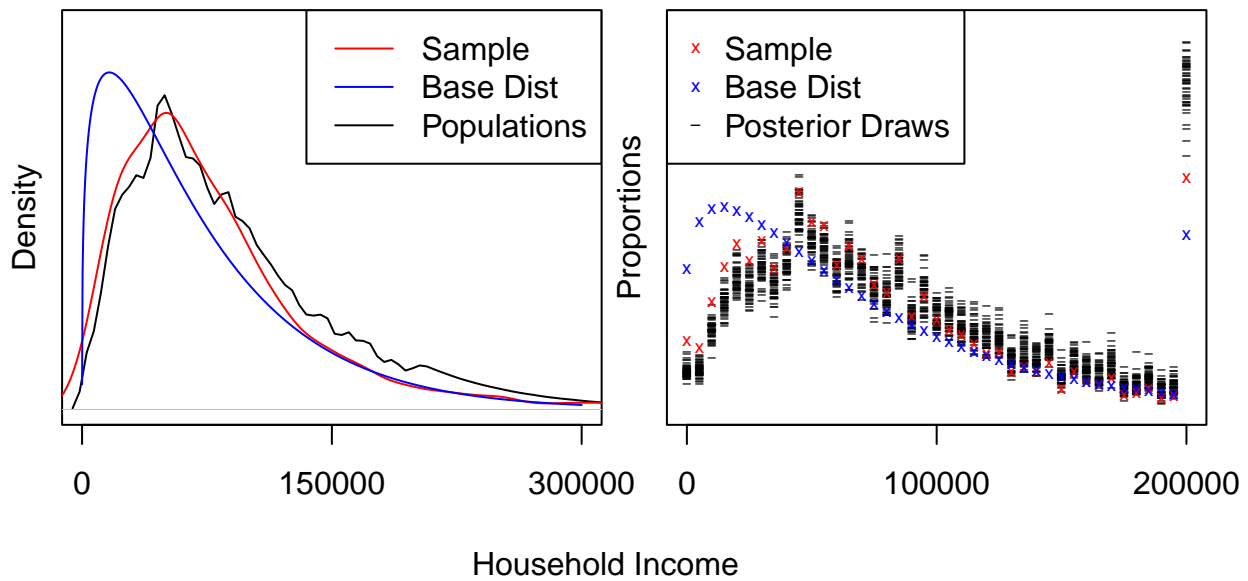 Density
Sample
Base Dist
Populations
0
150000
300000
Proportions
x Sample
x Base Dist
– Posterior Draws
0
100000
200000
Household Income